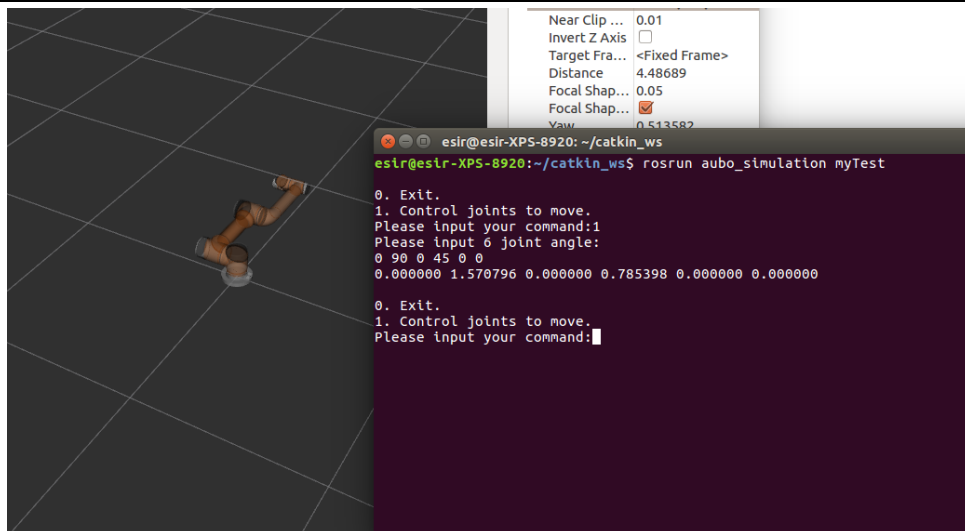 Near Clip ... 0.01
Invert Z Axis
Target Fra... <Fixed Frame>
Distance 4.48689
Focal Shap... 0.05
Focal Shap...
Yaw 0.513582
esir@esir-XPS-8920: ~/catkin_ws
esir@esir-XPS-8920:~/catkin_ws$ rosrun aubo_simulation myTest
0. Exit.
1. Control joints to move.
Please input your command:1
Please input 6 joint angle:
0 90 0 45 0 0
0.000000 1.570796 0.000000 0.785398 0.000000 0.000000
0. Exit.
1. Control joints to move.
Please input your command: